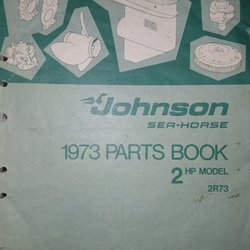 Johnson
SEA-HORSE
1973 PARTS BOOK
2 HP MODEL
2R73